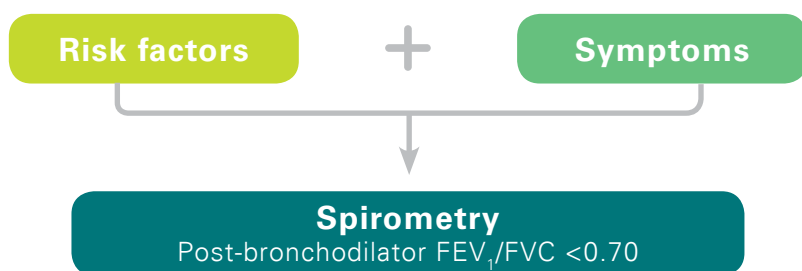 Risk factors + Symptoms
Spirometry
Post-bronchodilator FEV₁/FVC <0.70